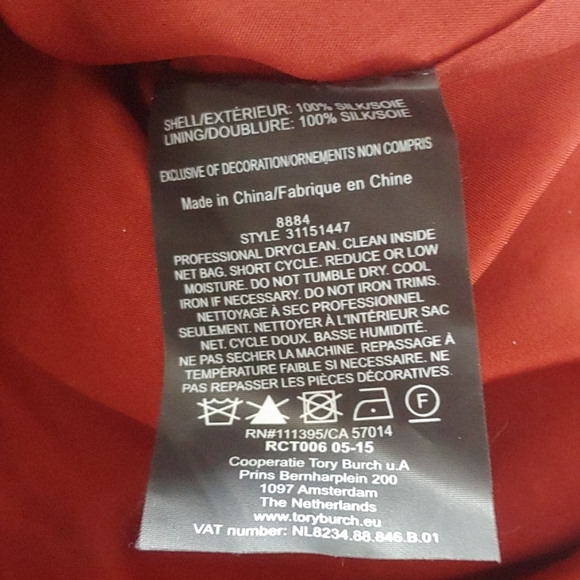 SHELL/EXTÉRIEUR: 100% SILK/SOIE
LINING/DOUBLURE: 100% SILK/SOIE
EXCLUSIVE OF DECORATION/ORNEMENTS NON COMPRIS
Made in China/Fabrique en Chine
8884
STYLE 31151447
PROFESSIONAL DRYCLEAN. CLEAN INSIDE
NET BAG. SHORT CYCLE. REDUCE OR LOW
MOISTURE. DO NOT TUMBLE DRY. COOL
IRON IF NECESSARY. DO NOT IRON TRIMS.
NETTOYAGE À SEC PROFESSIONNEL
SEULEMENT. NETTOYER À L'INTÉRIEUR SAC
NET. CYCLE DOUX. BASSE HUMIDITÉ.
NE PAS SECHER LA MACHINE. REPASSAGE À
TEMPÉRATURE FAIBLE SI NECESSAIRE. NE
PAS REPASSER LES PIÈCES DÉCORATIVES.
F
RN#111395/CA 57014
RCT006 05-15
Cooperatie Tory Burch u.A
Prins Bernharplein 200
1097 Amsterdam
The Netherlands
www.toryburch.eu
VAT number: NL8234.88.846.B.01